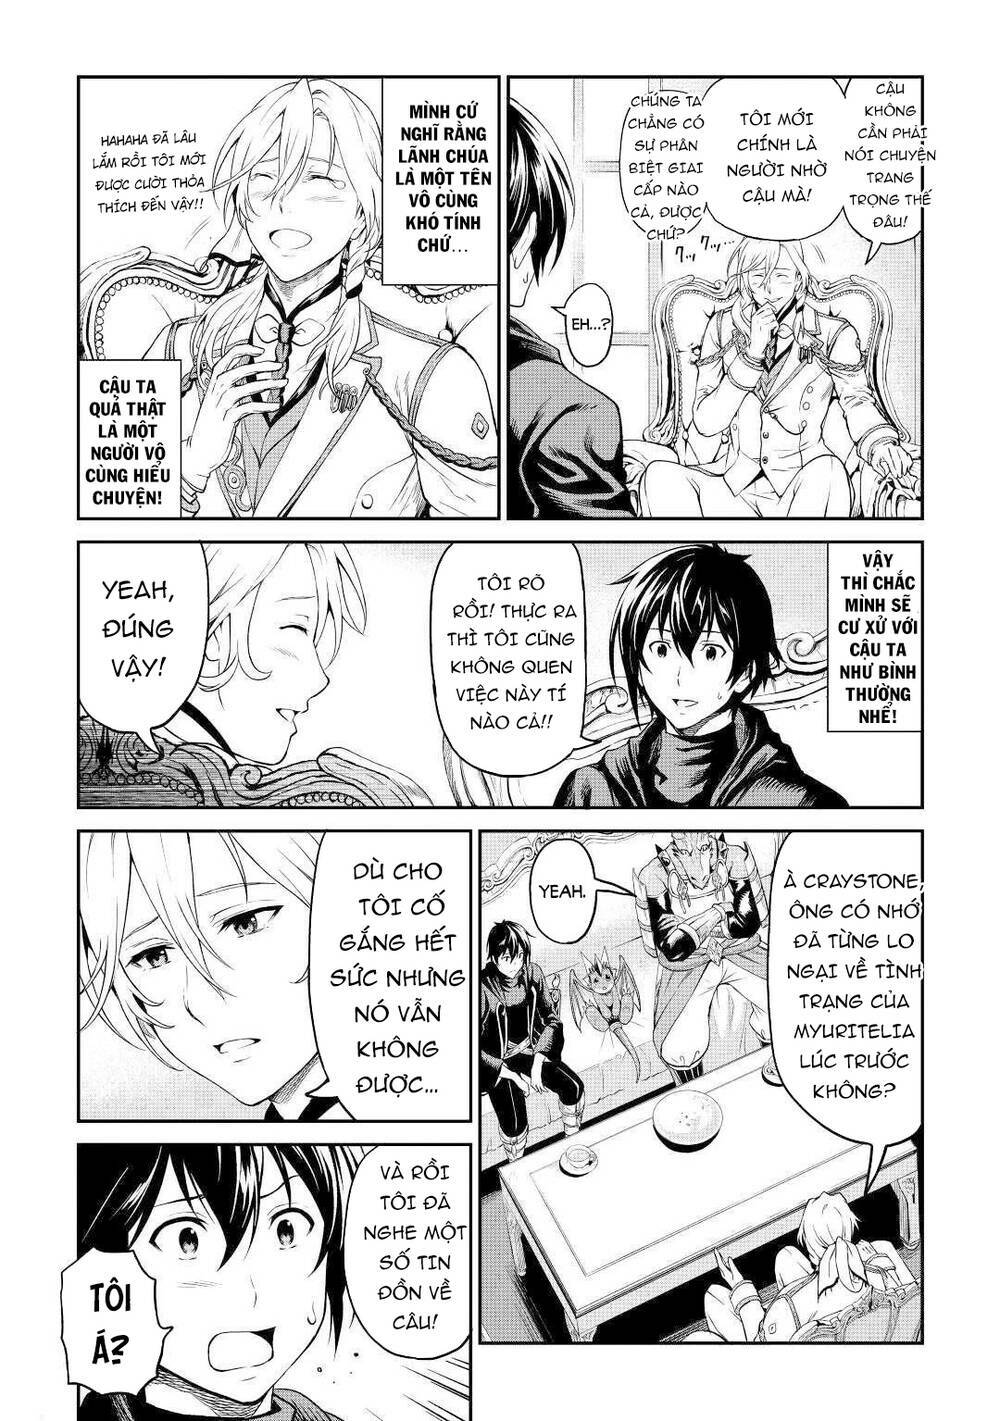 CẬU
KHÔNG
CẦN PHẢI
NÓI CHUYỆN
TRANG
TRỌNG THẾ
ĐÂU!
TÔI MỚI
CHÍNH LÀ
NGƯỜI NHỜ
CẬU MÀ!
CHÚNG TA
CHẲNG CÓ
SỰ PHÂN
BIỆT GIAI
CẤP NÀO
CẢ, ĐƯỢC
CHỨ?
EH...?
MÌNH CỨ
NGHĨ RẰNG
LÃNH CHÚA
LÀ MỘT TÊN
VÔ CÙNG
KHÓ TÍNH
CHỨ...
HAHAHA ĐÃ LÂU
LẮM RỒI TÔI MỚI
ĐƯỢC CƯỜI THỎA
THÍCH ĐẾN VẬY!!
CẬU TA
QUẢ THẬT
LÀ MỘT
NGƯỜI VÔ
CÙNG HIỂU
CHUYỆN!
VẬY
THÌ CHẮC
MÌNH SẼ
CƯ XỬ VỚI
CẬU TA
NHƯ BÌNH
THƯỜNG
NHỂ!
TÔI RÕ
RỒI! THỰC RA
THÌ TÔI CŨNG
KHÔNG QUEN
VIỆC NÀY TÍ
NÀO CẢ!!
YEAH,
ĐÚNG
VẬY!
À CRAYSTONE,
ÔNG CÓ NHỚ
ĐÃ TỪNG LO
NGẠI VỀ TÌNH
TRẠNG CỦA
MYURITELIA
LÚC TRƯỚC
KHÔNG?
YEAH.
DÙ CHO
TÔI CỐ
GẮNG HẾT
SỨC NHƯNG
NÓ VẪN
KHÔNG
ĐƯỢC...
VÀ RỒI
TÔI ĐÃ
NGHE MỘT
SỐ TIN
ĐỒN VỀ
CẬU!
TÔI
Á?